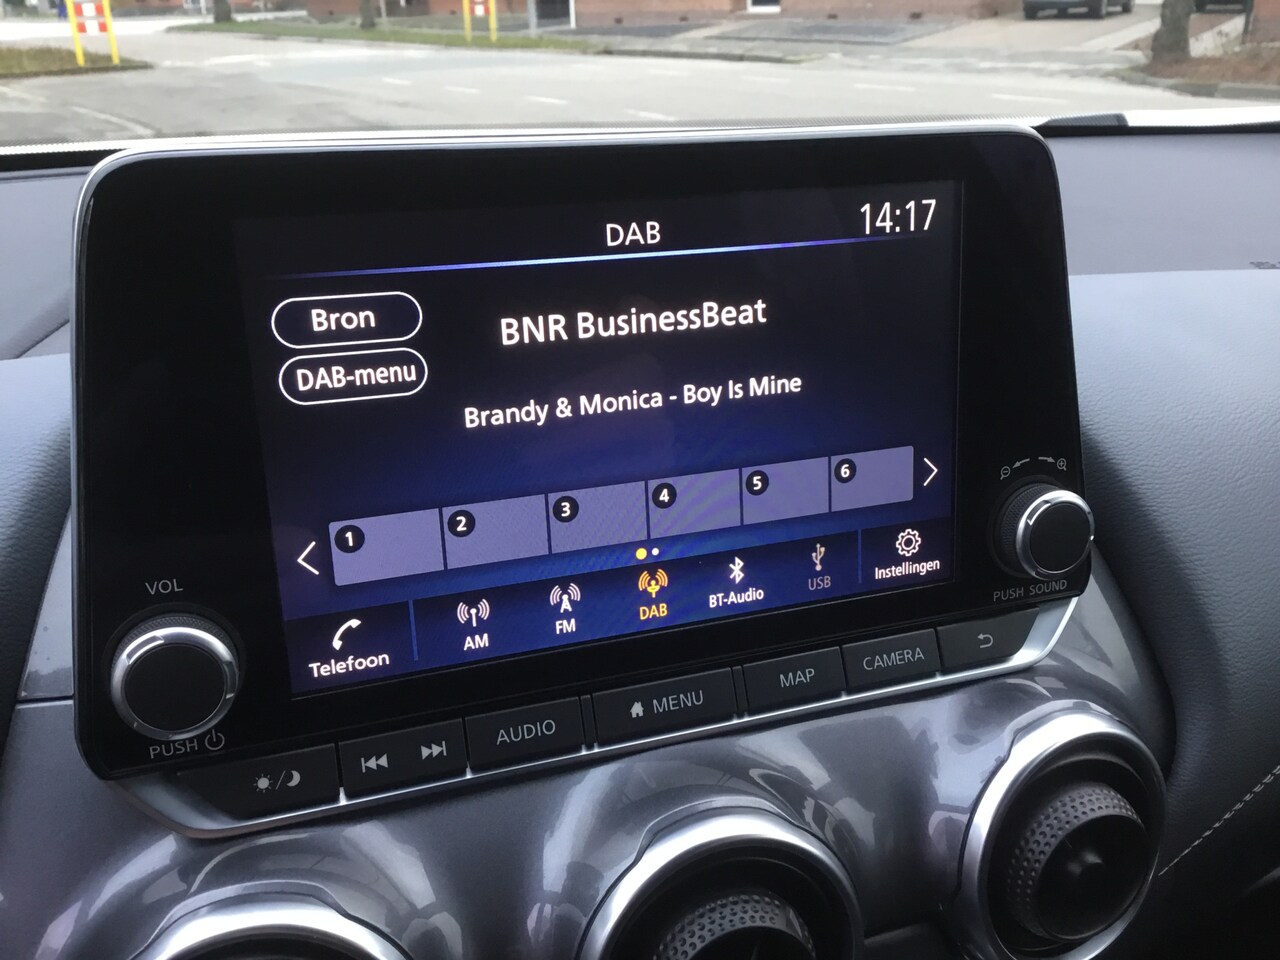 DAB
14:17
Bron
BNR BusinessBeat
DAB-menu
Brandy & Monica - Boy Is Mine
1 2 3 4 5 6
Telefoon
AM
FM
DAB
BT-Audio
USB
Instellingen
VOL
PUSH
PUSH SOUND
AUDIO
MENU
MAP
CAMERA